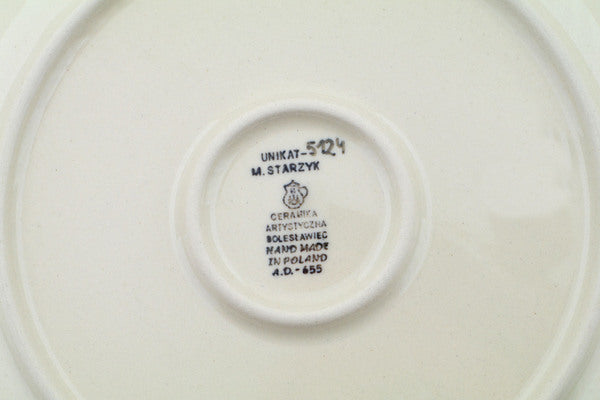 UNIKAT-5124
M. STARZYK
CERAMIKA
ARTYSTYCZNA
BOLESŁAWIEC
HAND MADE
IN POLAND
A.D.-655